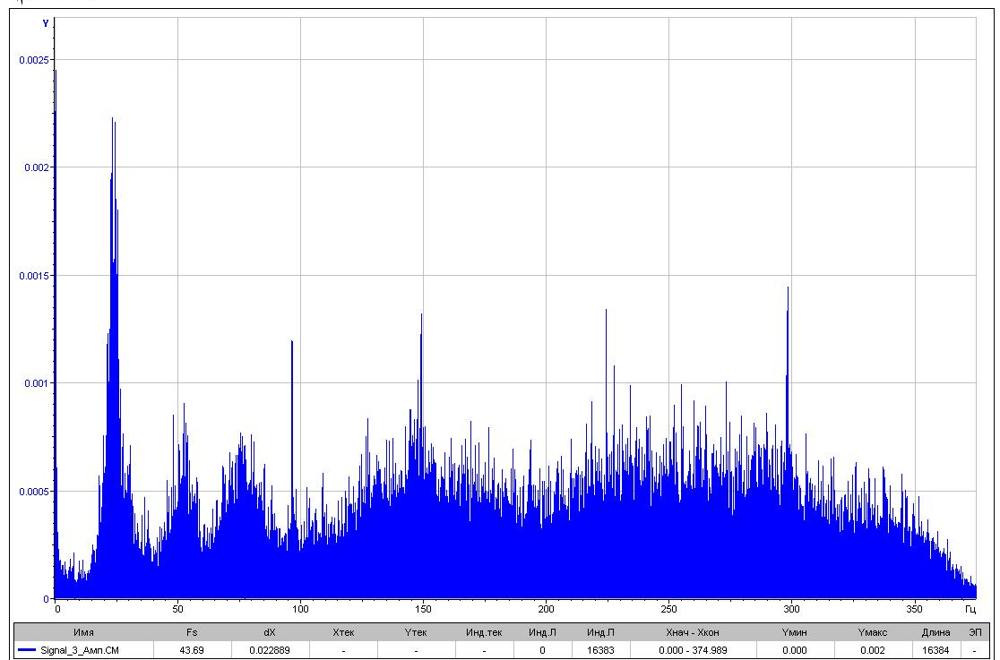 Y
0.0025
0.002
0.0015
0.001
0.0005
0
0 50 100 150 200 250 300 350 Гц
Имя Fs dX Xтек Yтек Инд.тек Инд.Л Инд.П Xнач - Xкон Yмин Yмакс Длина ЭП
Signal_3_Амп.СМ 43.69 0.022889 - - - 0 16383 0.000 - 374.989 0.000 0.002 16384 -